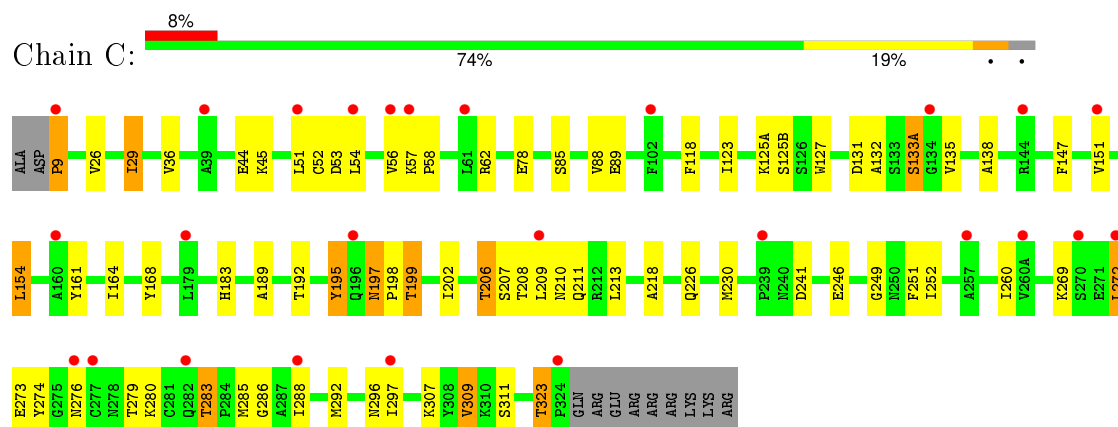 8%
Chain C:
74% 19% • •
ALA ASP P9 V26 I29 V36 A39 E44 K45 L51 C52 D53 L54 V56 K57 P58 L61 R62 E78 S85 V88 E89 F102 F118 I123 K125A S125B S126 W127 D131 A132 S133 S133A G134 V135 A138 R144 F147 V151
L154 A160 Y161 I164 Y168 L179 H183 A189 T192 Y195 Q196 N197 P198 T199 I202 T206 S207 T208 L209 N210 Q211 R212 L213 A218 Q226 M230 P239 N240 D241 E246 G249 N250 F251 I252 A257 I260 V260A K269 S270 E271 L272
E273 Y274 G275 N276 C277 N278 T279 K280 C281 Q282 T283 P284 M285 G286 A287 I288 M292 N296 I297 K307 Y308 V309 K310 S311 T323 P324 GLN ARG GLU ARG ARG ARG LYS LYS ARG